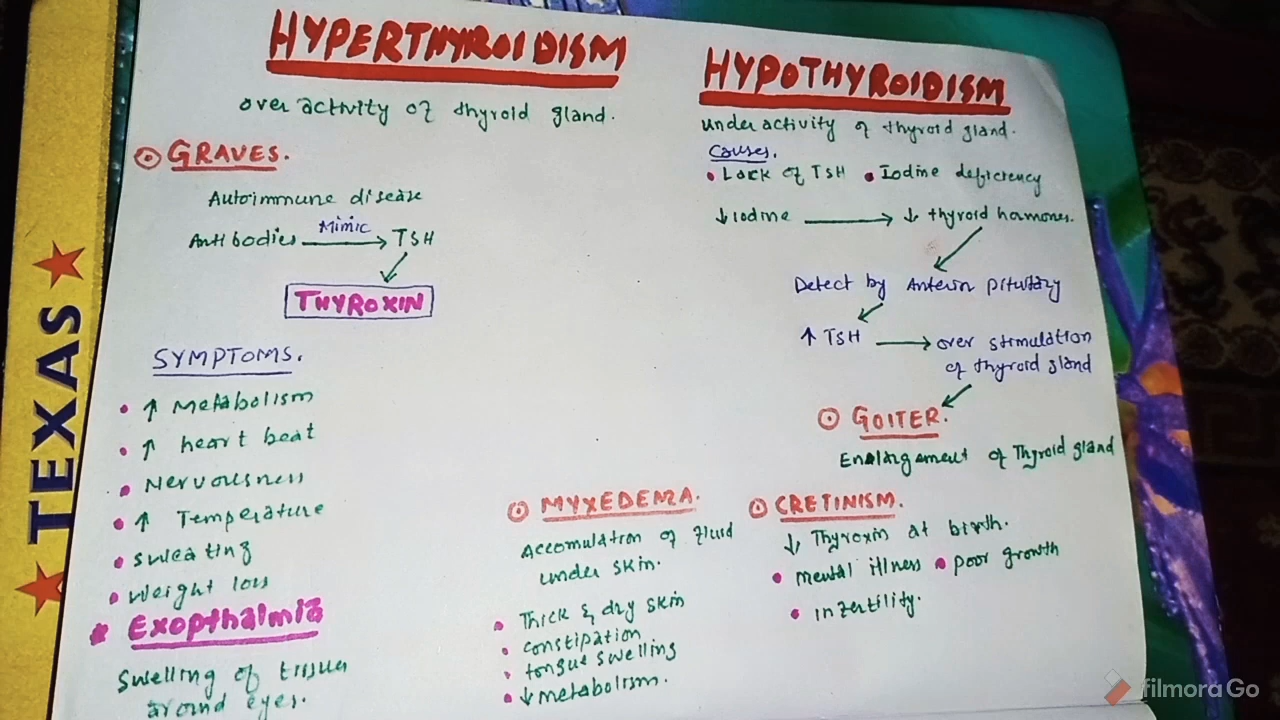 HYPERTHYROIDISM
over activity of thyroid gland.
GRAVES.
Autoimmune disease
Antibodies Mimic TSH
THYROXIN
SYMPTOMS.
• ↑ Metabolism
• ↑ heart beat
• Nervousness
• ↑ Temperature
• sweating
• weight loss
* Exopthalmia
Swelling of tissues
around eyes.
HYPOTHYROIDISM
under activity of thyroid gland.
causes.
• Lack of TSH • Iodine deficiency
↓ Iodine → ↓ thyroid hormones.
Detect by Anterior pitutary
↑ TSH → over stimulation
of thyroid gland
GOITER.
Enlargement of Thyroid gland
MYXEDEMA.
Accomulation of fluid
under skin.
• Thick & dry skin
• constipation
• tongue swelling
• ↓ metabolism.
CRETINISM.
↓ Thyroxin at birth.
• mental illness • poor growth
• infertility.
TEXAS
filmora Go